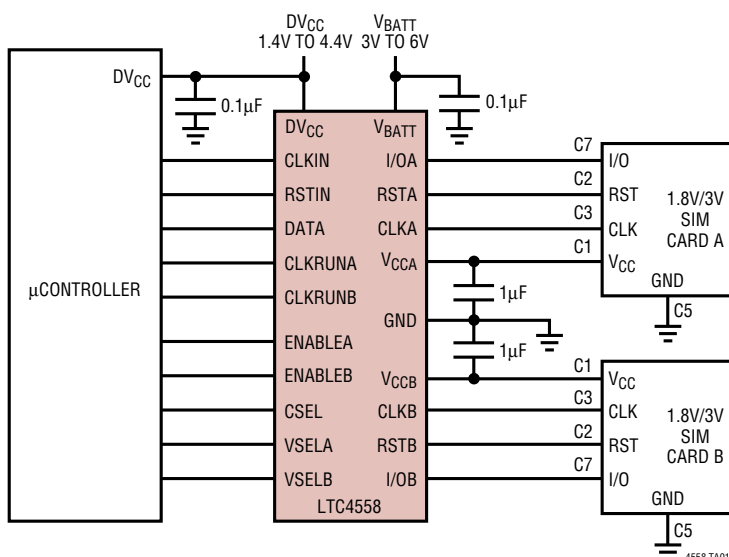 DVCC
1.4V TO 4.4V
VBATT
3V TO 6V
DVCC
0.1µF
0.1µF
µCONTROLLER
DVCC
VBATT
CLKIN
I/OA
RSTIN
RSTA
DATA
CLKA
CLKRUNA
VCCA
CLKRUNB
GND
ENABLEA
ENABLEB
VCCB
CSEL
CLKB
VSELA
RSTB
VSELB
I/OB
LTC4558
1µF
1µF
C7
C2
C3
C1
I/O
RST
CLK
VCC
1.8V/3V
SIM
CARD A
GND
C5
C1
C3
C2
C7
VCC
CLK
RST
I/O
1.8V/3V
SIM
CARD B
GND
C5
4558 TA01